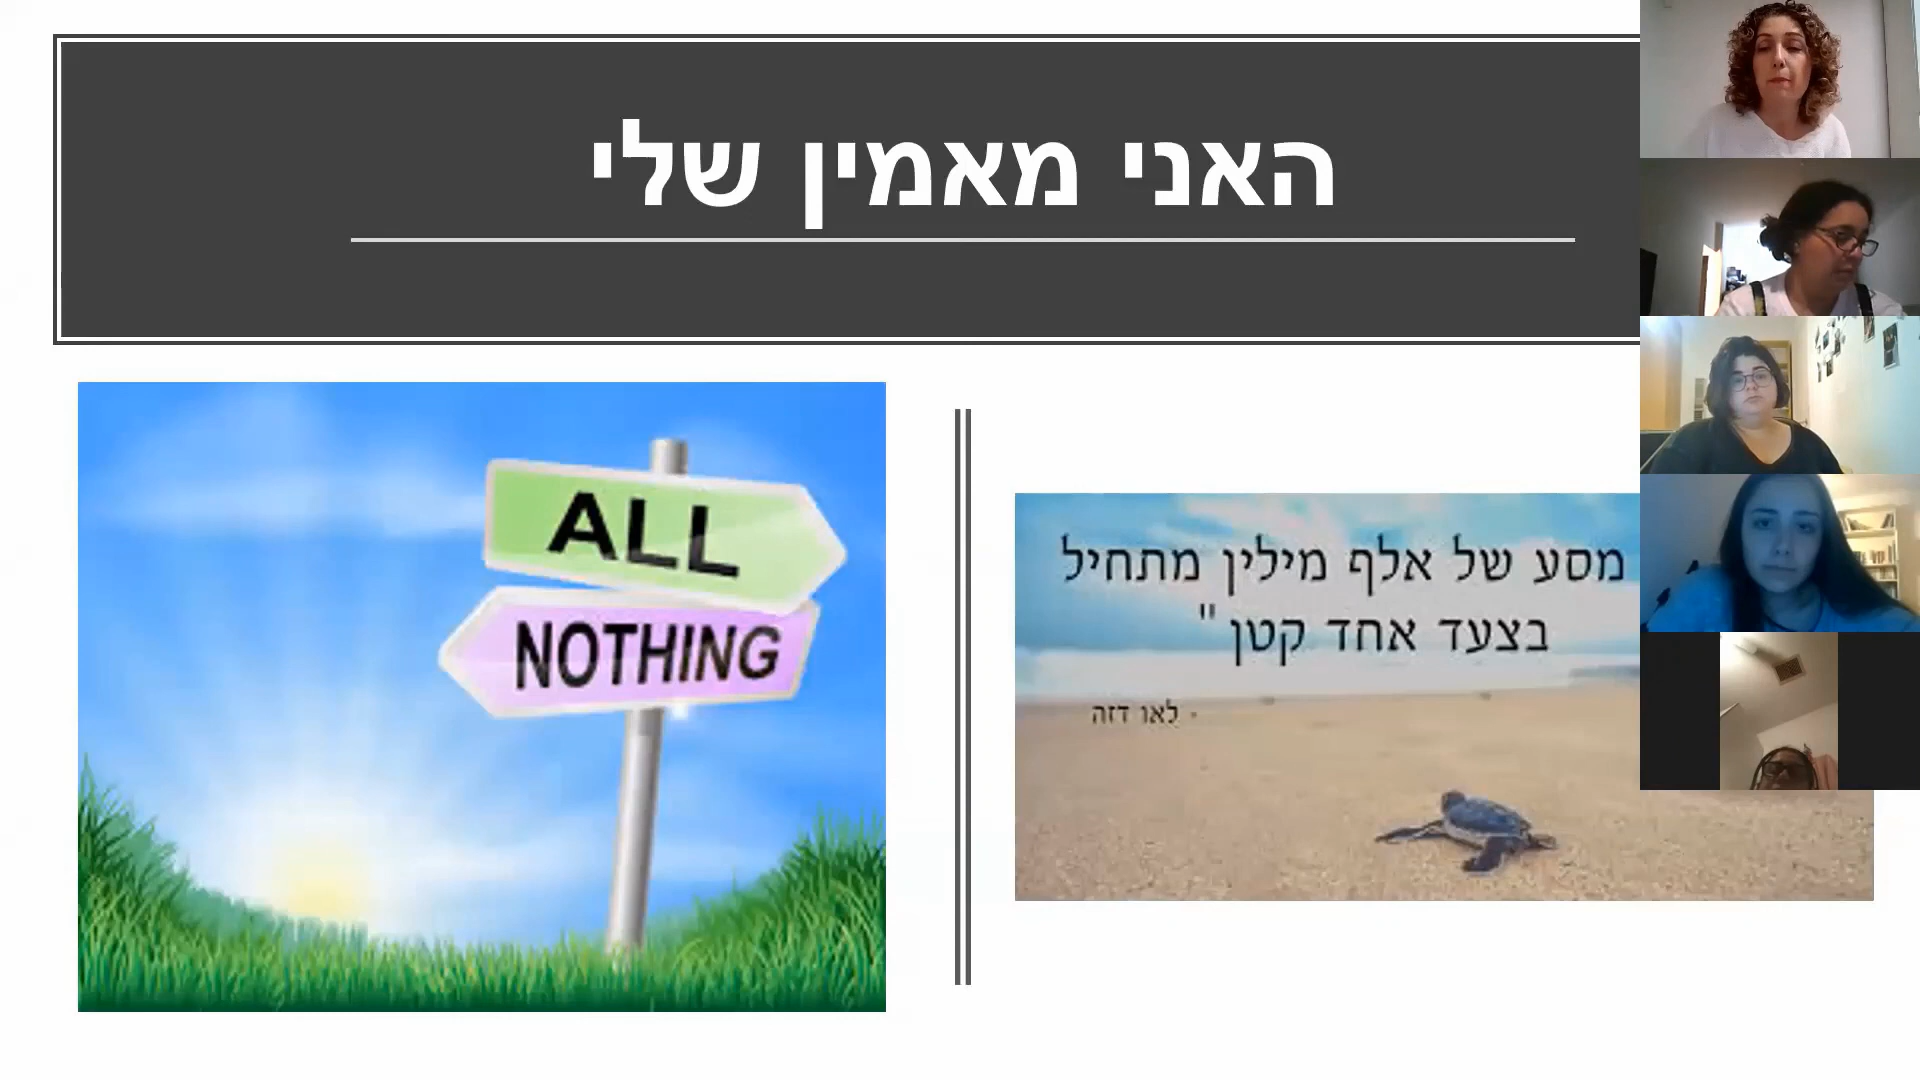 האני מאמין שלי
ALL
NOTHING
מסע של אלף מילין מתחיל
בצעד אחד קטן "
- לאו דזה